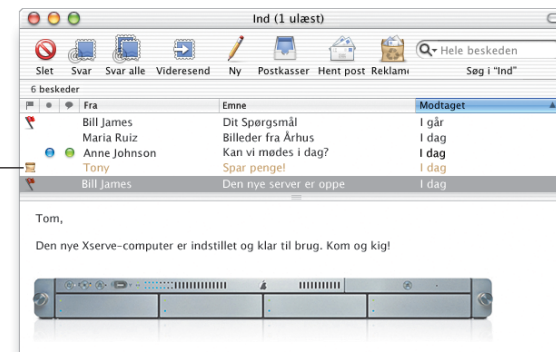 Ind (1 ulæst)
Hele beskeden
Slet Svar Svar alle Videresend Ny Postkasser Hent post Reklame Søg i “Ind”
6 beskeder
Fra Emne Modtaget
Bill James Dit Spørgsmål I går
Maria Ruiz Billeder fra Århus I dag
Anne Johnson Kan vi mødes i dag? I dag
Tony Spar penge! I dag
Bill James Den nye server er oppe I dag
Tom,
Den nye Xserve-computer er indstillet og klar til brug. Kom og kig!